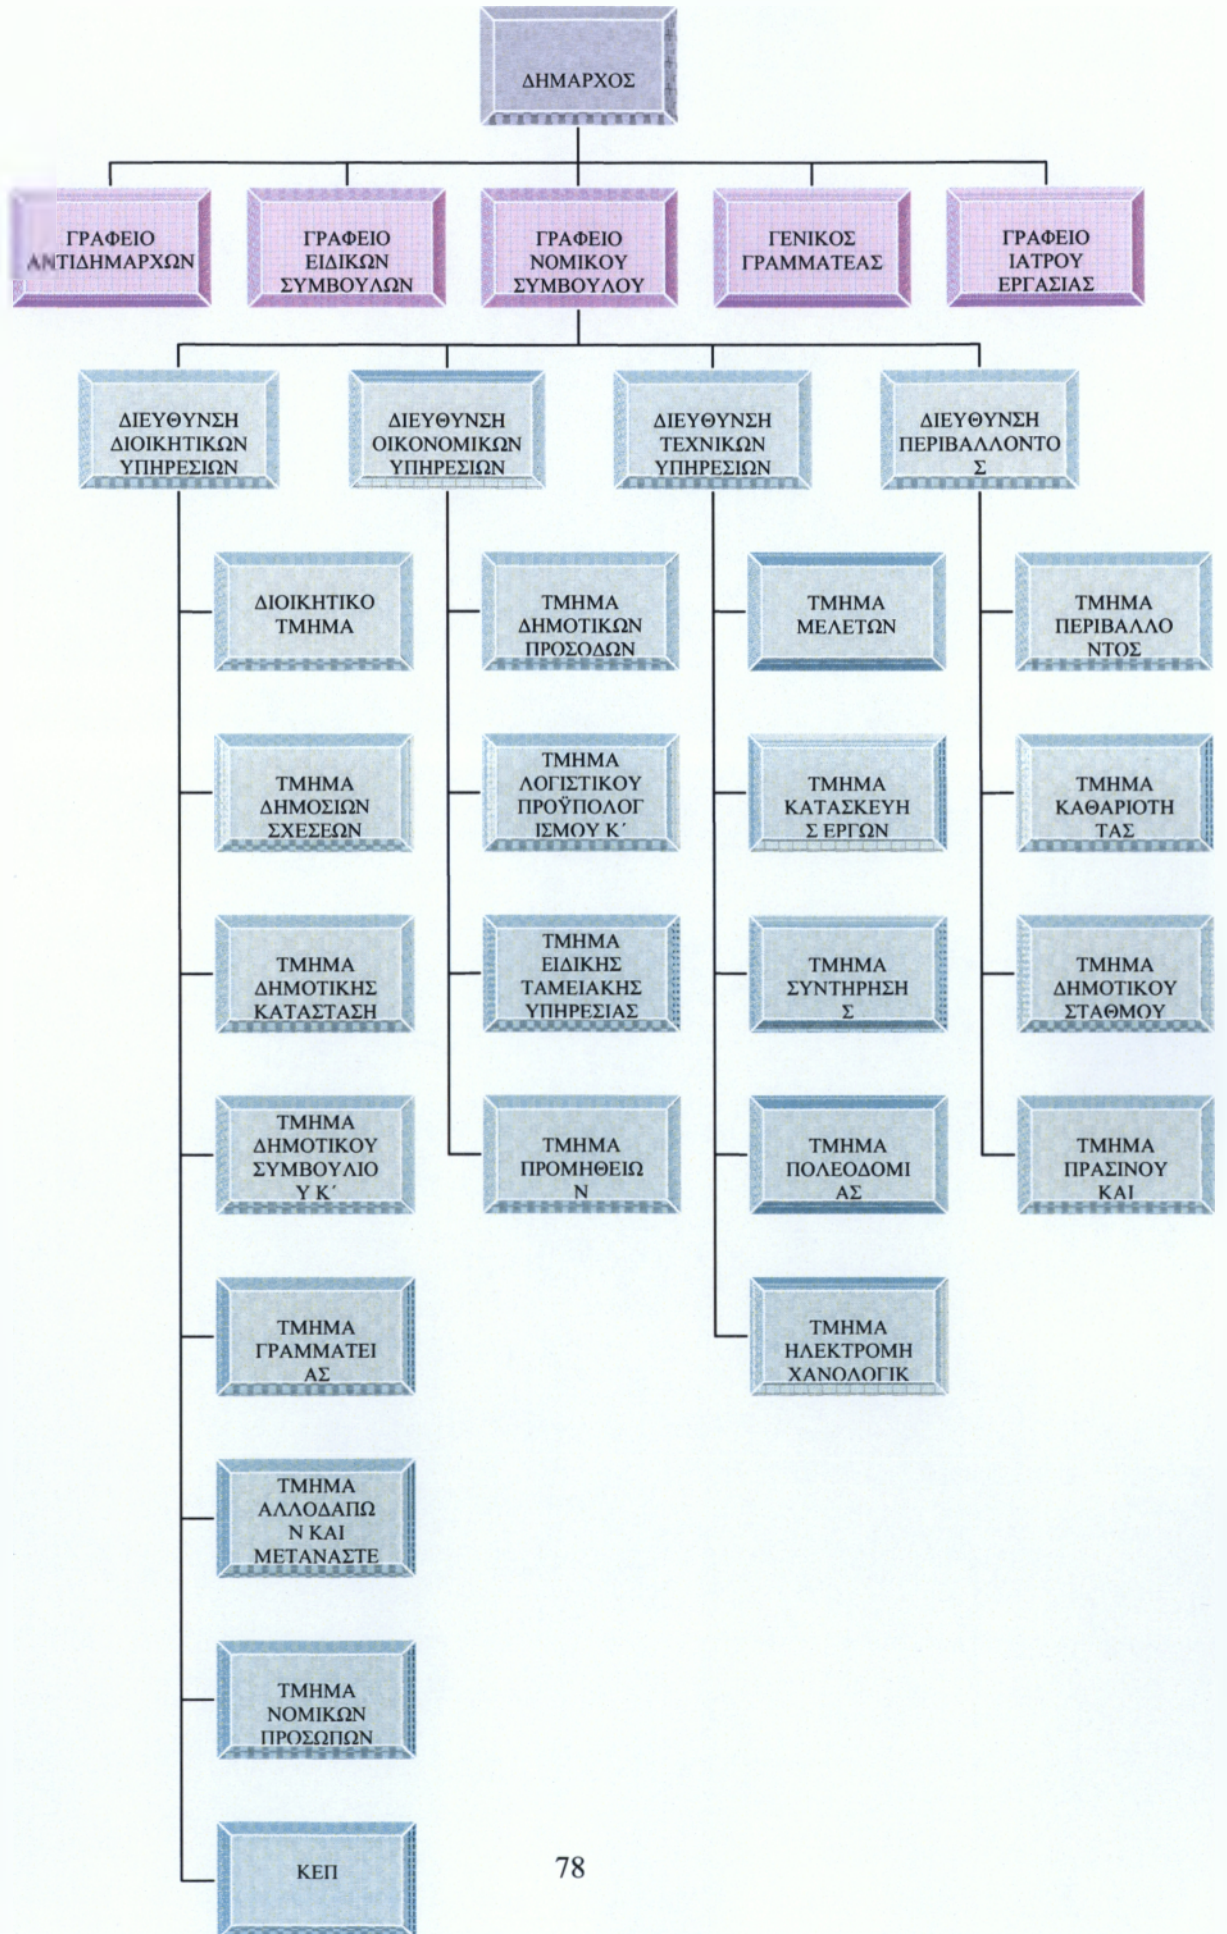 ΔΗΜΑΡΧΟΣ
ΓΡΑΦΕΙΟ
ΑΝΤΙΔΗΜΑΡΧΩΝ
ΓΡΑΦΕΙΟ
ΕΙΔΙΚΩΝ
ΣΥΜΒΟΥΛΩΝ
ΓΡΑΦΕΙΟ
ΝΟΜΙΚΟΥ
ΣΥΜΒΟΥΛΟΥ
ΓΕΝΙΚΟΣ
ΓΡΑΜΜΑΤΕΑΣ
ΓΡΑΦΕΙΟ
ΙΑΤΡΟΥ
ΕΡΓΑΣΙΑΣ
ΔΙΕΥΘΥΝΣΗ
ΔΙΟΙΚΗΤΙΚΩΝ
ΥΠΗΡΕΣΙΩΝ
ΔΙΕΥΘΥΝΣΗ
ΟΙΚΟΝΟΜΙΚΩΝ
ΥΠΗΡΕΣΙΩΝ
ΔΙΕΥΘΥΝΣΗ
ΤΕΧΝΙΚΩΝ
ΥΠΗΡΕΣΙΩΝ
ΔΙΕΥΘΥΝΣΗ
ΠΕΡΙΒΑΛΛΟΝΤΟ
Σ
ΔΙΟΙΚΗΤΙΚΟ
ΤΜΗΜΑ
ΤΜΗΜΑ
ΔΗΜΟΤΙΚΩΝ
ΠΡΟΣΟΔΩΝ
ΤΜΗΜΑ
ΜΕΛΕΤΩΝ
ΤΜΗΜΑ
ΠΕΡΙΒΑΛΛΟ
ΝΤΟΣ
ΤΜΗΜΑ
ΔΗΜΟΣΙΩΝ
ΣΧΕΣΕΩΝ
ΤΜΗΜΑ
ΛΟΓΙΣΤΙΚΟΥ
ΠΡΟΫΠΟΛΟΓ
ΙΣΜΟΥ Κ΄
ΤΜΗΜΑ
ΚΑΤΑΣΚΕΥΗ
Σ ΕΡΓΩΝ
ΤΜΗΜΑ
ΚΑΘΑΡΙΟΤΗ
ΤΑΣ
ΤΜΗΜΑ
ΔΗΜΟΤΙΚΗΣ
ΚΑΤΑΣΤΑΣΗ
ΤΜΗΜΑ
ΕΙΔΙΚΗΣ
ΤΑΜΕΙΑΚΗΣ
ΥΠΗΡΕΣΙΑΣ
ΤΜΗΜΑ
ΣΥΝΤΗΡΗΣΗ
Σ
ΤΜΗΜΑ
ΔΗΜΟΤΙΚΟΥ
ΣΤΑΘΜΟΥ
ΤΜΗΜΑ
ΔΗΜΟΤΙΚΟΥ
ΣΥΜΒΟΥΛΙΟ
Υ Κ΄
ΤΜΗΜΑ
ΠΡΟΜΗΘΕΙΩ
Ν
ΤΜΗΜΑ
ΠΟΛΕΟΔΟΜΙ
ΑΣ
ΤΜΗΜΑ
ΠΡΑΣΙΝΟΥ
ΚΑΙ
ΤΜΗΜΑ
ΓΡΑΜΜΑΤΕΙ
ΑΣ
ΤΜΗΜΑ
ΗΛΕΚΤΡΟΜΗ
ΧΑΝΟΛΟΓΙΚ
ΤΜΗΜΑ
ΑΛΛΟΔΑΠΩ
Ν ΚΑΙ
ΜΕΤΑΝΑΣΤΕ
ΤΜΗΜΑ
ΝΟΜΙΚΩΝ
ΠΡΟΣΩΠΩΝ
ΚΕΠ
78